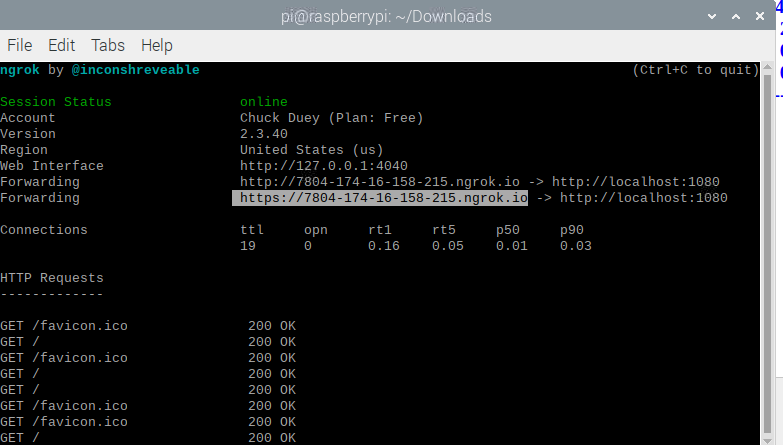 pi@raspberrypi: ~/Downloads
File Edit Tabs Help
ngrok by @inconshreveable (Ctrl+C to quit)
Session Status online
Account Chuck Duey (Plan: Free)
Version 2.3.40
Region United States (us)
Web Interface http://127.0.0.1:4040
Forwarding http://7804-174-16-158-215.ngrok.io -> http://localhost:1080
Forwarding https://7804-174-16-158-215.ngrok.io -> http://localhost:1080
Connections ttl opn rt1 rt5 p50 p90
19 0 0.16 0.05 0.01 0.03
HTTP Requests
-------------
GET /favicon.ico 200 OK
GET / 200 OK
GET /favicon.ico 200 OK
GET / 200 OK
GET / 200 OK
GET /favicon.ico 200 OK
GET /favicon.ico 200 OK
GET / 200 OK